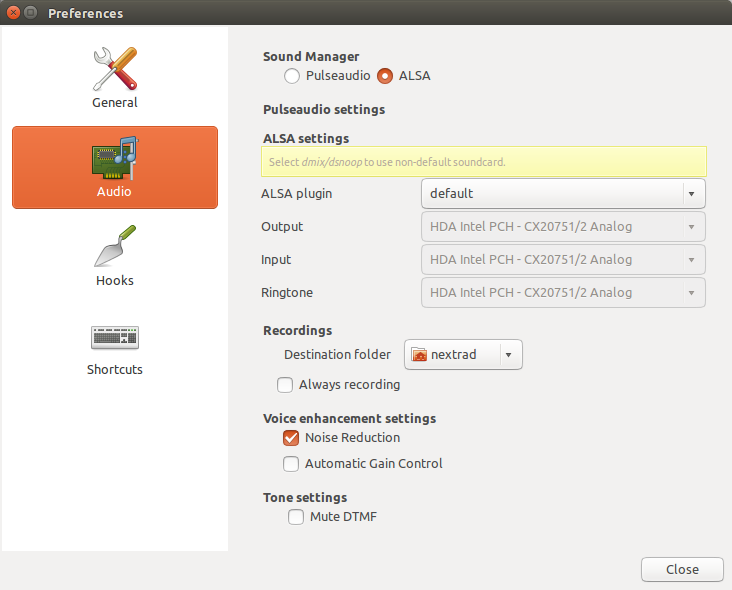 Preferences
General
Audio
Hooks
Shortcuts
Sound Manager
Pulseaudio ALSA
Pulseaudio settings
ALSA settings
Select dmix/dsnoop to use non-default soundcard.
ALSA plugin default
Output HDA Intel PCH - CX20751/2 Analog
Input HDA Intel PCH - CX20751/2 Analog
Ringtone HDA Intel PCH - CX20751/2 Analog
Recordings
Destination folder nextrad
Always recording
Voice enhancement settings
Noise Reduction
Automatic Gain Control
Tone settings
Mute DTMF
Close